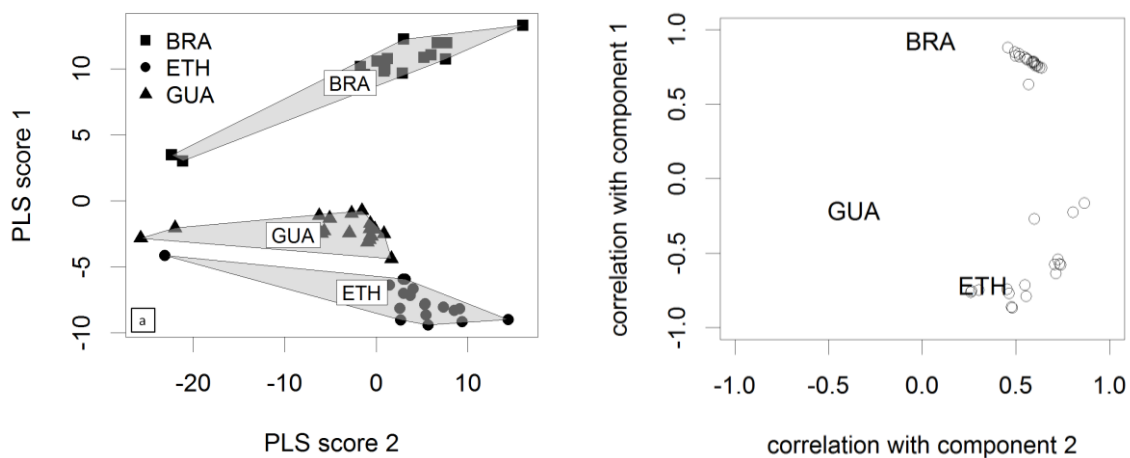 BRA
ETH
GUA
BRA
GUA
ETH
a
10
5
0
-5
-10
-20
-10
0
10
PLS score 1
PLS score 2
BRA
GUA
ETH
1.0
0.5
0.0
-0.5
-1.0
-1.0
-0.5
0.0
0.5
1.0
correlation with component 1
correlation with component 2